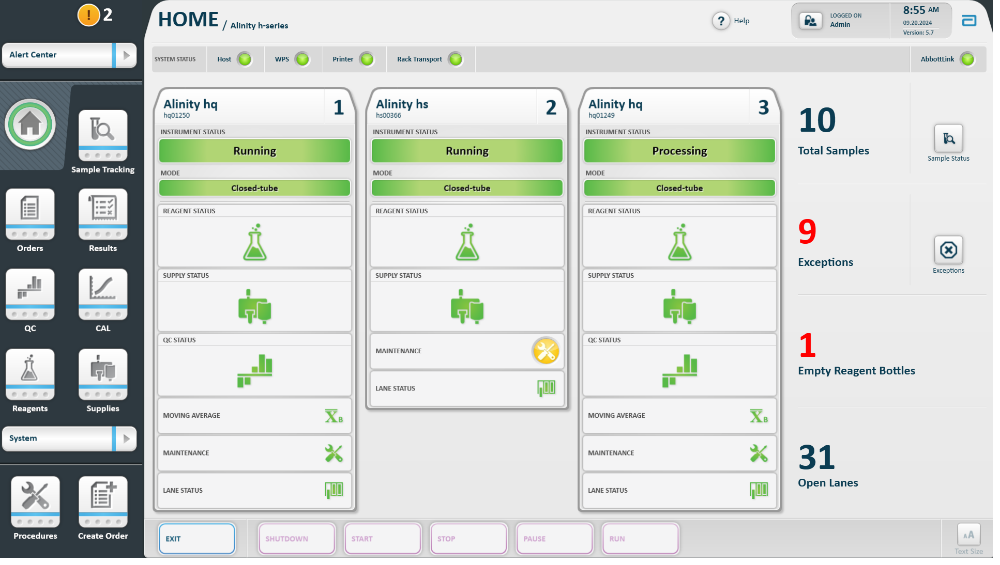 ! 2
Alert Center
Sample Tracking
Orders
Results
QC
CAL
Reagents
Supplies
System
Procedures
Create Order
HOME / Alinity h-series
? Help
LOGGED ON
Admin
8:55 AM
09.20.2024
Version: 5.7
SYSTEM STATUS
Host
WPS
Printer
Rack Transport
AbbottLink
Alinity hq
hq01250
1
INSTRUMENT STATUS
Running
MODE
Closed-tube
REAGENT STATUS
SUPPLY STATUS
QC STATUS
MOVING AVERAGE
X̅B
MAINTENANCE
LANE STATUS
Alinity hs
hs00366
2
INSTRUMENT STATUS
Running
MODE
Closed-tube
REAGENT STATUS
SUPPLY STATUS
MAINTENANCE
LANE STATUS
Alinity hq
hq01249
3
INSTRUMENT STATUS
Processing
MODE
Closed-tube
REAGENT STATUS
SUPPLY STATUS
QC STATUS
MOVING AVERAGE
X̅B
MAINTENANCE
LANE STATUS
10
Total Samples
Sample Status
9
Exceptions
Exceptions
1
Empty Reagent Bottles
31
Open Lanes
EXIT
SHUTDOWN
START
STOP
PAUSE
RUN
AA
Text Size